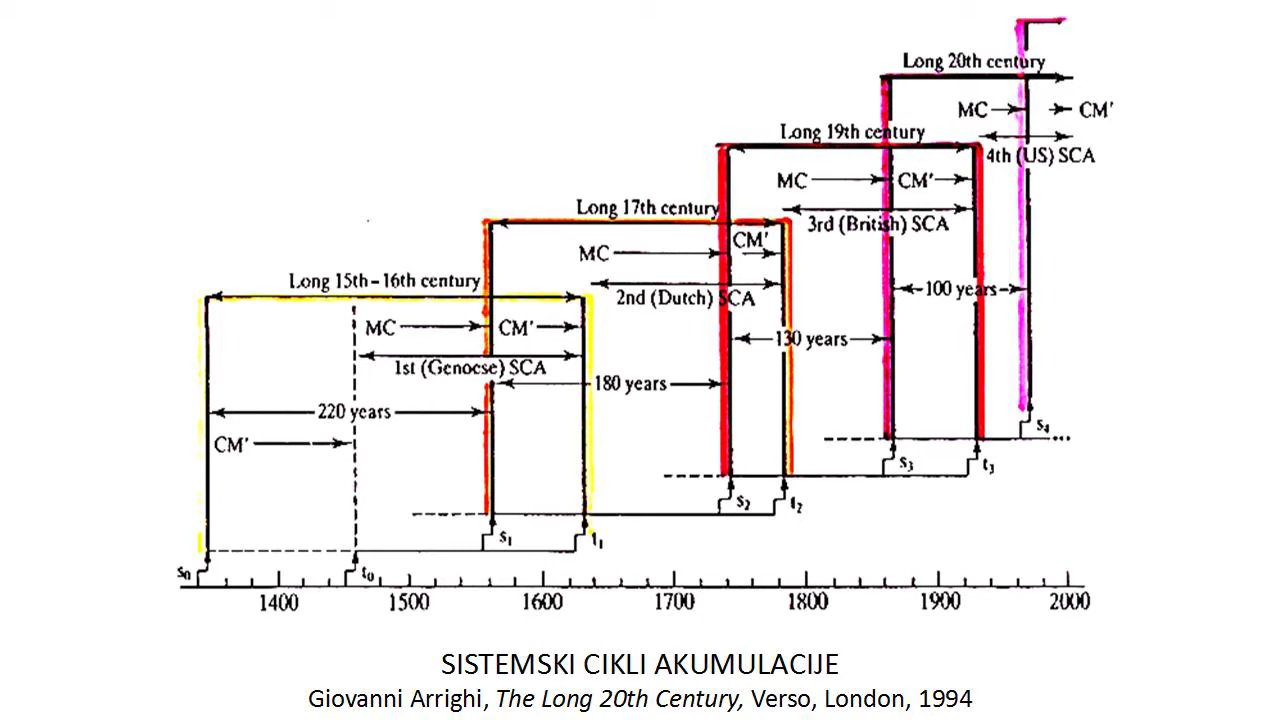 Long 20th century
MC CM'
4th (US) SCA
Long 19th century
MC CM'
3rd (British) SCA
100 years
Long 17th century
MC CM'
2nd (Dutch) SCA
130 years
Long 15th–16th century
MC CM'
1st (Genoese) SCA
180 years
220 years
CM'
s4
s3 t3
s2 t2
s1 t1
s0 t0
1400 1500 1600 1700 1800 1900 2000
SISTEMSKI CIKLI AKUMULACIJE
Giovanni Arrighi, The Long 20th Century, Verso, London, 1994